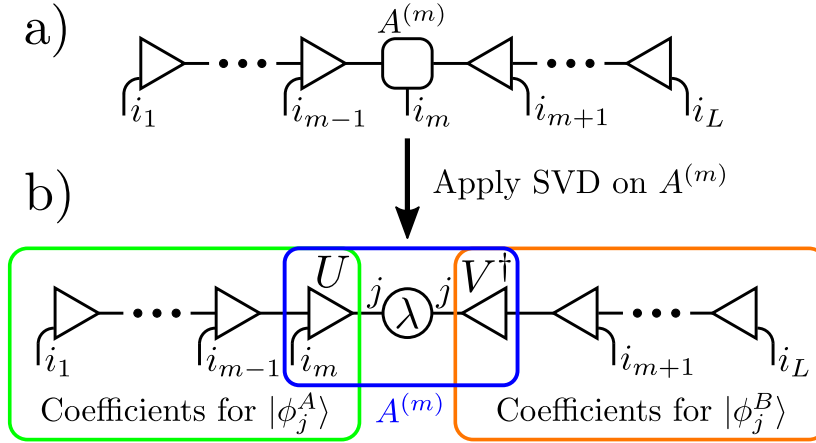 a)
A^{(m)}
i_1 i_{m-1} i_m i_{m+1} i_L
Apply SVD on A^{(m)}
b)
U j λ j V^†
i_1 i_{m-1} i_m i_{m+1} i_L
Coefficients for |ϕ_j^A⟩ A^{(m)} Coefficients for |ϕ_j^B⟩